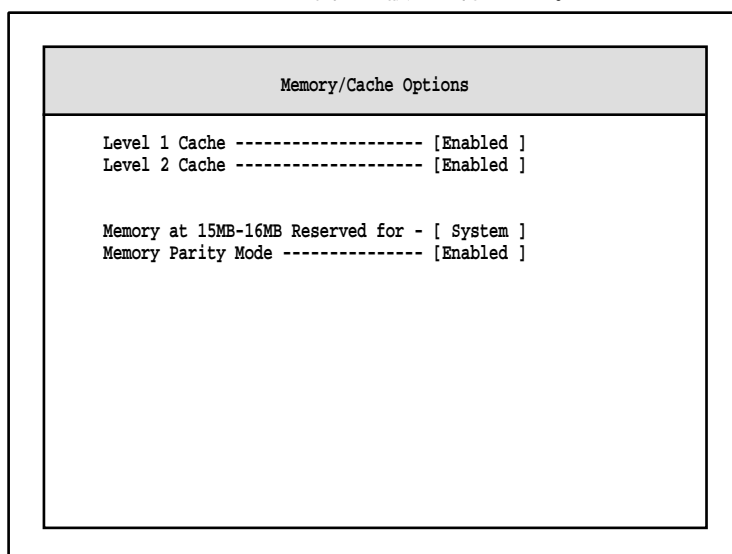 Memory/Cache Options
Level 1 Cache -------------------- [Enabled ]
Level 2 Cache -------------------- [Enabled ]
Memory at 15MB-16MB Reserved for - [ System ]
Memory Parity Mode --------------- [Enabled ]